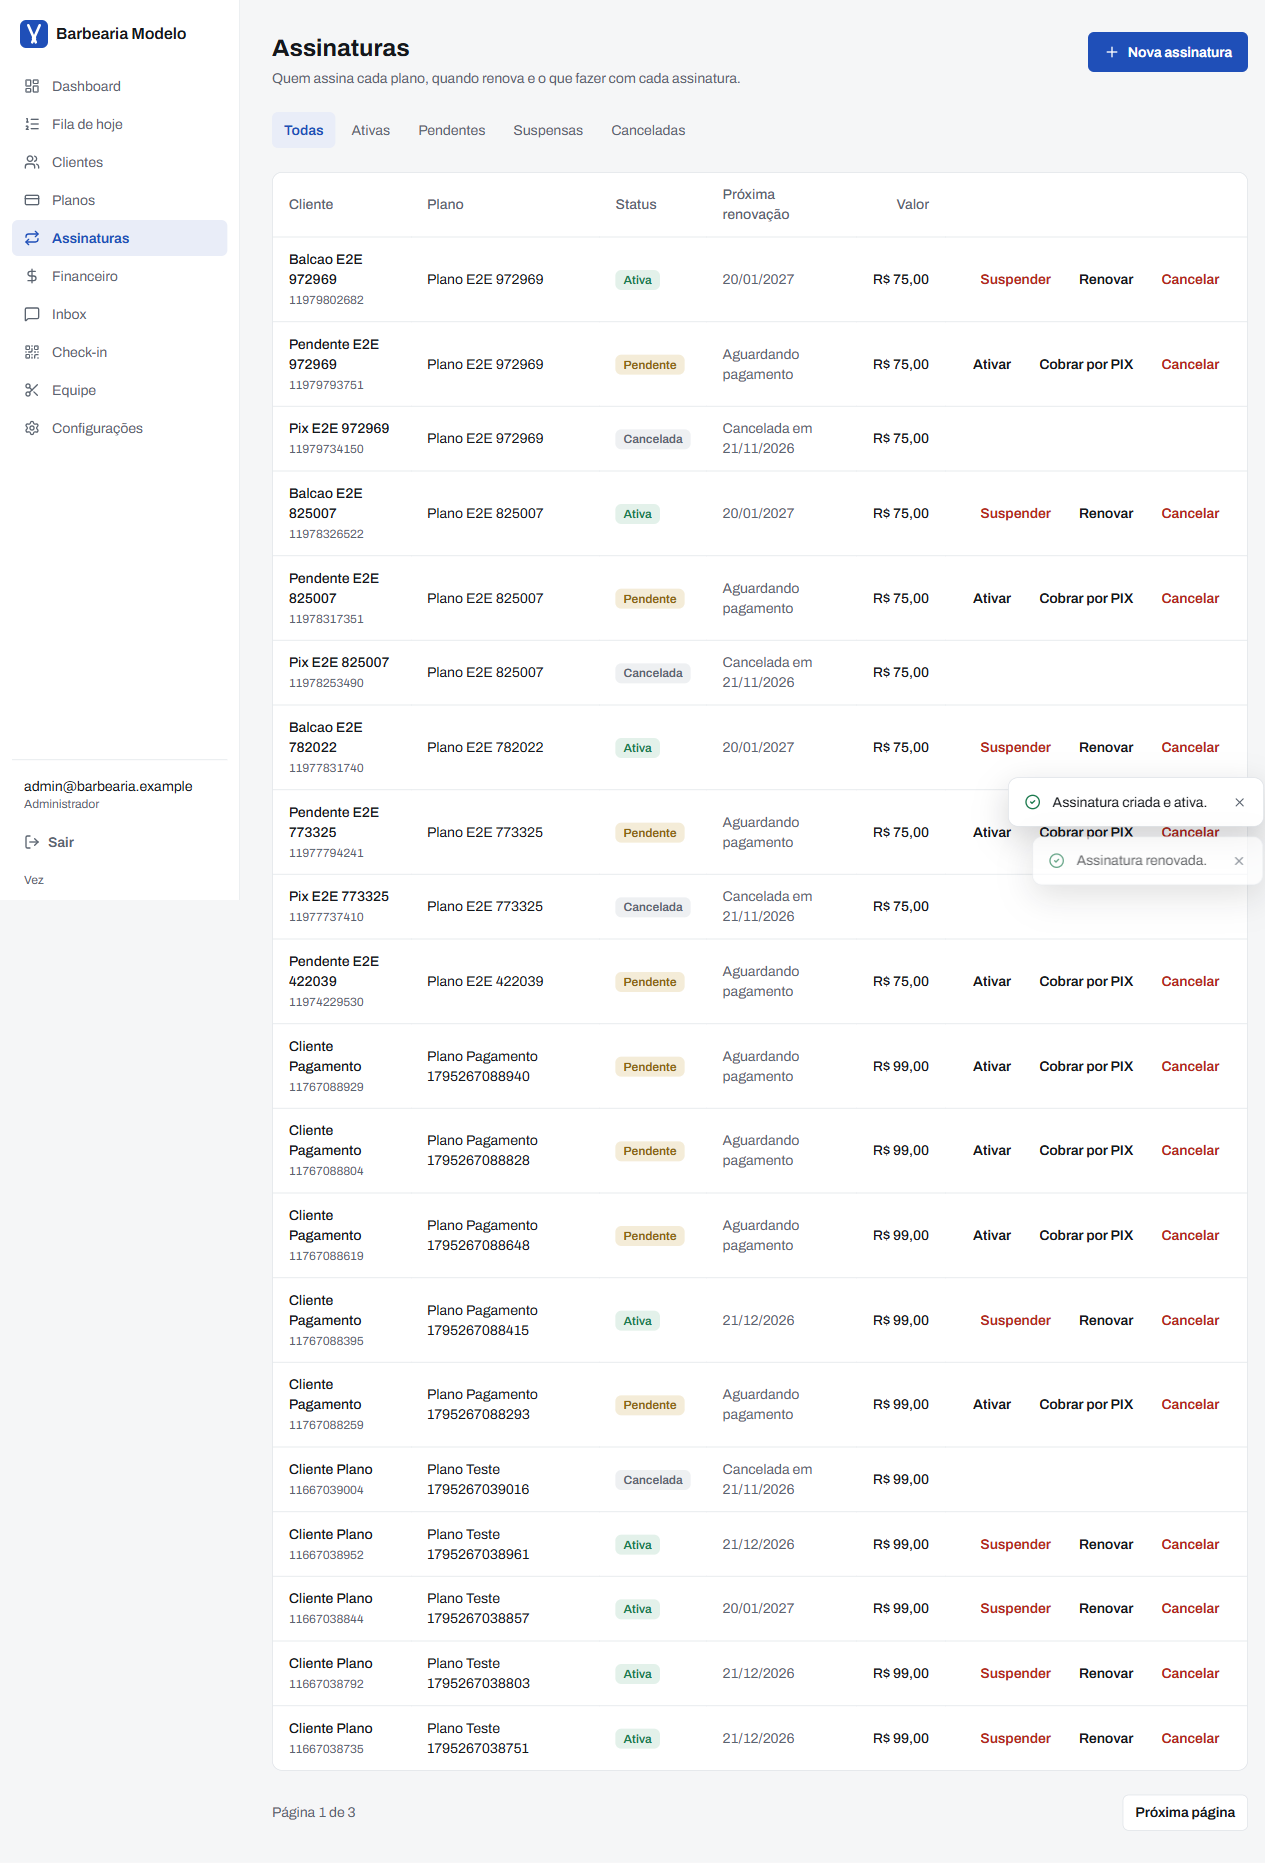 Barbearia Modelo
Dashboard
Fila de hoje
Clientes
Planos
Assinaturas
Financeiro
Inbox
Check-in
Equipe
Configurações
admin@barbearia.example
Administrador
Sair
Vez
Assinaturas
Quem assina cada plano, quando renova e o que fazer com cada assinatura.
Nova assinatura
Todas Ativas Pendentes Suspensas Canceladas
Cliente Plano Status Próxima renovação Valor
Balcao E2E 972969
11979802682
Plano E2E 972969 Ativa 20/01/2027 R$ 75,00 Suspender Renovar Cancelar
Pendente E2E 972969
11979793751
Plano E2E 972969 Pendente Aguardando pagamento R$ 75,00 Ativar Cobrar por PIX Cancelar
Pix E2E 972969
11979734150
Plano E2E 972969 Cancelada Cancelada em 21/11/2026 R$ 75,00
Balcao E2E 825007
11978326522
Plano E2E 825007 Ativa 20/01/2027 R$ 75,00 Suspender Renovar Cancelar
Pendente E2E 825007
11978317351
Plano E2E 825007 Pendente Aguardando pagamento R$ 75,00 Ativar Cobrar por PIX Cancelar
Pix E2E 825007
11978253490
Plano E2E 825007 Cancelada Cancelada em 21/11/2026 R$ 75,00
Balcao E2E 782022
11977831740
Plano E2E 782022 Ativa 20/01/2027 R$ 75,00 Suspender Renovar Cancelar
Pendente E2E 773325
11977794241
Plano E2E 773325 Pendente Aguardando pagamento R$ 75,00 Ativar Cobrar por PIX Cancelar
Assinatura criada e ativa.
Assinatura renovada.
Pix E2E 773325
11977737410
Plano E2E 773325 Cancelada Cancelada em 21/11/2026 R$ 75,00
Pendente E2E 422039
11974229530
Plano E2E 422039 Pendente Aguardando pagamento R$ 75,00 Ativar Cobrar por PIX Cancelar
Cliente Pagamento
11767088929
Plano Pagamento 1795267088940 Pendente Aguardando pagamento R$ 99,00 Ativar Cobrar por PIX Cancelar
Cliente Pagamento
11767088804
Plano Pagamento 1795267088828 Pendente Aguardando pagamento R$ 99,00 Ativar Cobrar por PIX Cancelar
Cliente Pagamento
11767088619
Plano Pagamento 1795267088648 Pendente Aguardando pagamento R$ 99,00 Ativar Cobrar por PIX Cancelar
Cliente Pagamento
11767088395
Plano Pagamento 1795267088415 Ativa 21/12/2026 R$ 99,00 Suspender Renovar Cancelar
Cliente Pagamento
11767088259
Plano Pagamento 1795267088293 Pendente Aguardando pagamento R$ 99,00 Ativar Cobrar por PIX Cancelar
Cliente Plano
11667039004
Plano Teste 1795267039016 Cancelada Cancelada em 21/11/2026 R$ 99,00
Cliente Plano
11667038952
Plano Teste 1795267038961 Ativa 21/12/2026 R$ 99,00 Suspender Renovar Cancelar
Cliente Plano
11667038844
Plano Teste 1795267038857 Ativa 20/01/2027 R$ 99,00 Suspender Renovar Cancelar
Cliente Plano
11667038792
Plano Teste 1795267038803 Ativa 21/12/2026 R$ 99,00 Suspender Renovar Cancelar
Cliente Plano
11667038735
Plano Teste 1795267038751 Ativa 21/12/2026 R$ 99,00 Suspender Renovar Cancelar
Página 1 de 3
Próxima página